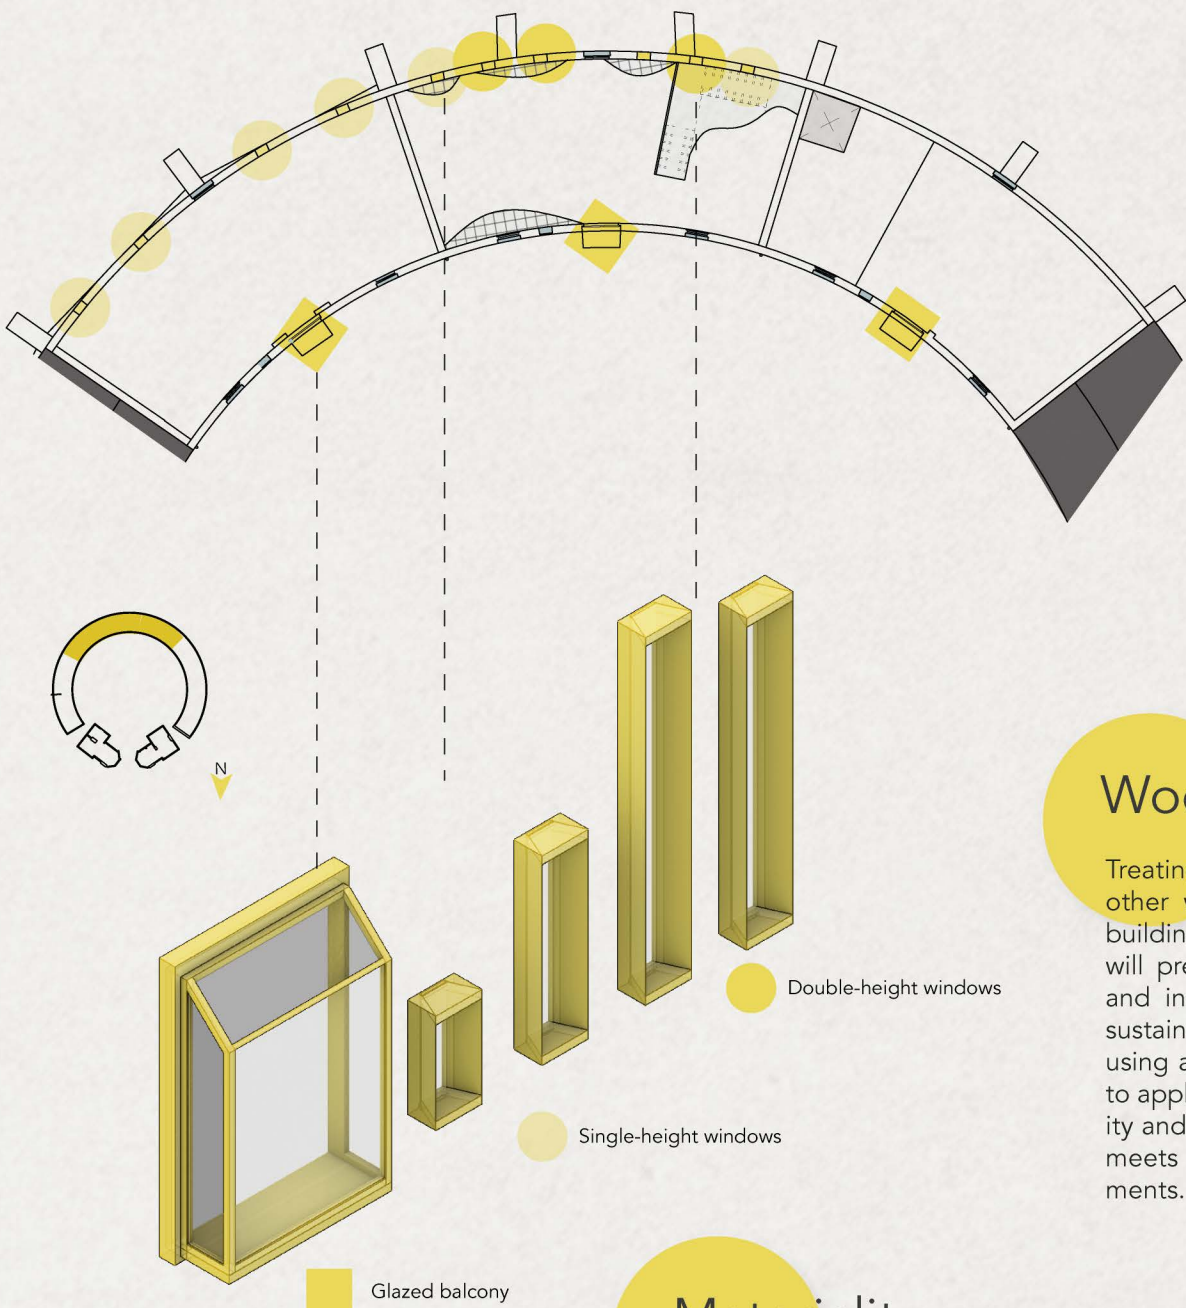 N
Woo
Treatin
other w
buildin
will pre
and in
sustain
using a
to appl
ity and
meets
ments.
Double-height windows
Single-height windows
Glazed balcony